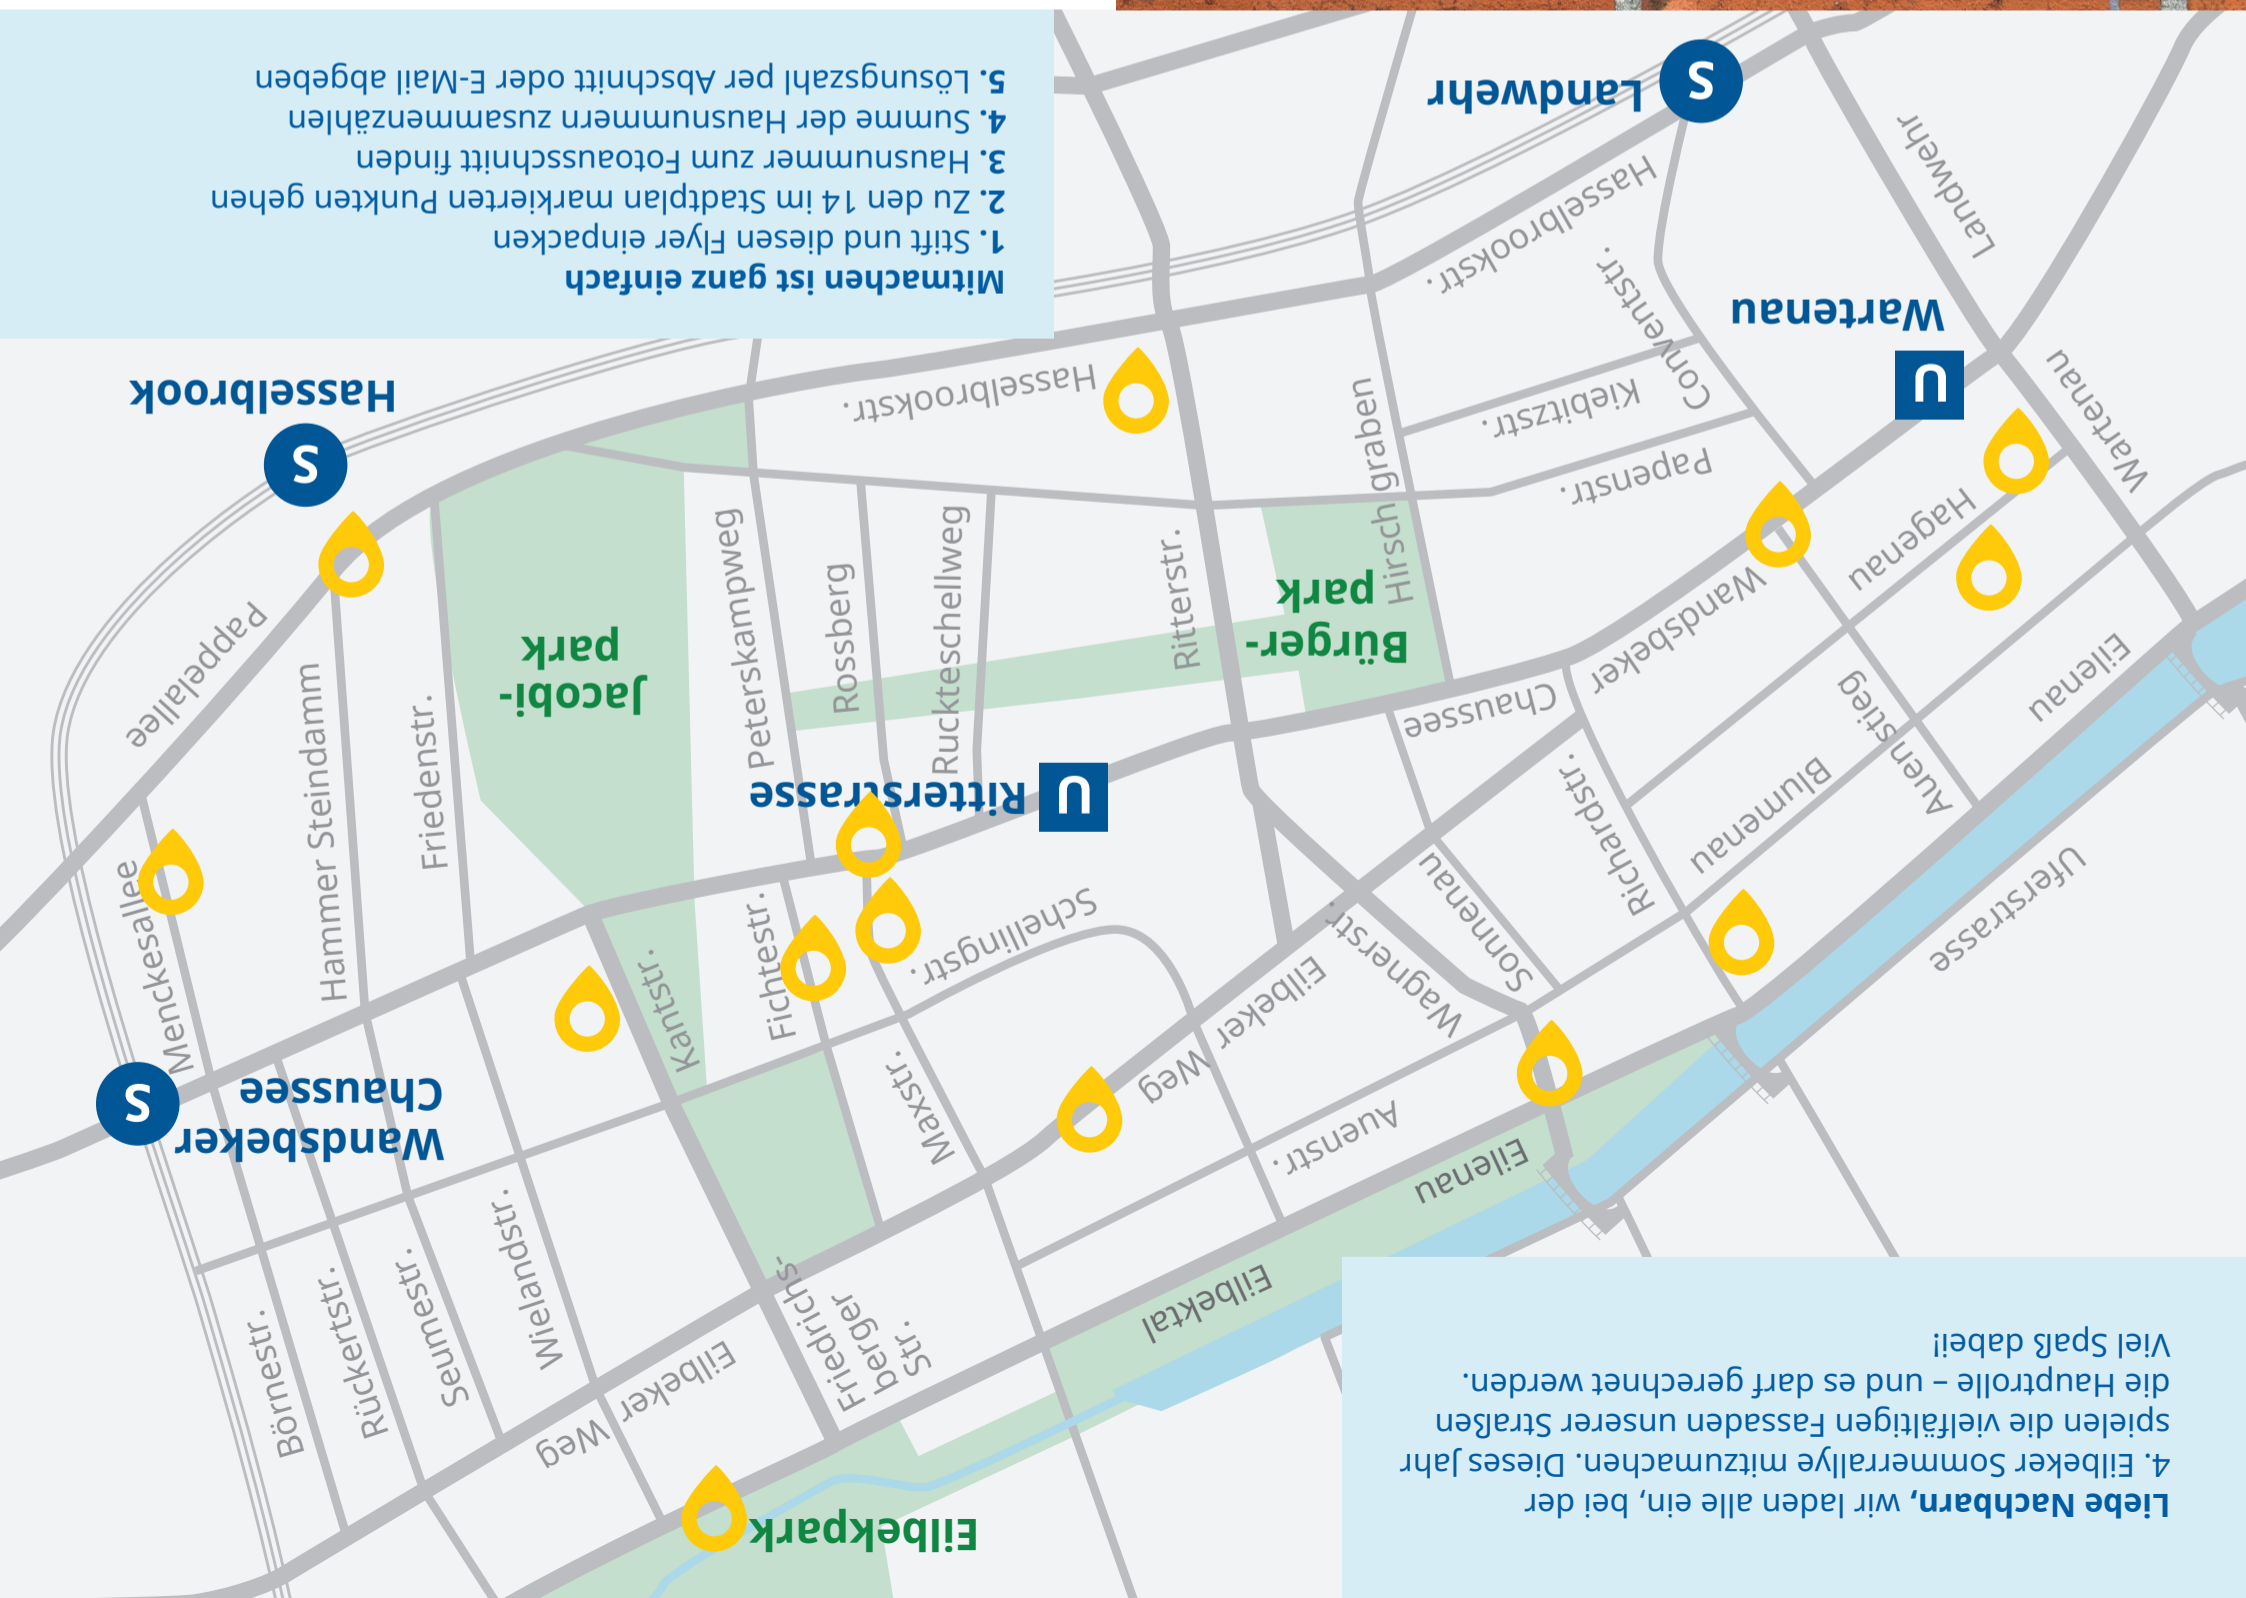 Liebe Nachbarn, wir laden alle ein, bei der
4. Eilbeker Sommerrallye mitzumachen. Dieses Jahr
spielen die vielfältigen Fassaden unserer Straßen
die Hauptrolle – und es darf gerechnet werden.
Viel Spaß dabei!
Eilbekpark
Eilbeker Weg
Friedrichs-
berger
Str.
Börnestr.
Rückertstr.
Seumestr.
Wielandstr.
Eilbektal
Eilenau
Auenstr.
Maxstr.
Eilbeker Weg
Wandsbeker
Chaussee
S
Menckesallee
Hammer Steindamm
Friedenstr.
Kantstr.
Fichtestr.
Schellingstr.
Wagnerstr.
Sonnenau
Richardstr.
Uferstrasse
Blumenau
Auenstieg
Eilenau
Hagenau
Wartenau
U
Ritterstrasse
Jacobi-
park
Peterskampweg
Rossberg
Ruckteschellweg
Ritterstr.
Bürger-
park
Hirschgraben
Wandsbeker
Chaussee
Pappelallee
S
Hasselbrook
Hasselbrookstr.
Papenstr.
Kiebitzstr.
Conventstr.
U
Wartenau
Landwehr
Hasselbrookstr.
S
Landwehr
Mitmachen ist ganz einfach
1. Stift und diesen Flyer einpacken
2. Zu den 14 im Stadtplan markierten Punkten gehen
3. Hausnummer zum Fotoausschnitt finden
4. Summe der Hausnummern zusammenzählen
5. Lösungszahl per Abschnitt oder E-Mail abgeben